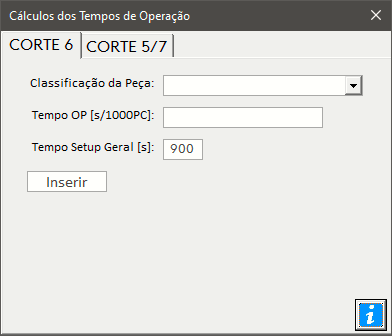 Cálculos dos Tempos de Operação
CORTE 6 CORTE 5/7
Classificação da Peça:
Tempo OP [s/1000PC]:
Tempo Setup Geral [s]: 900
Inserir
i